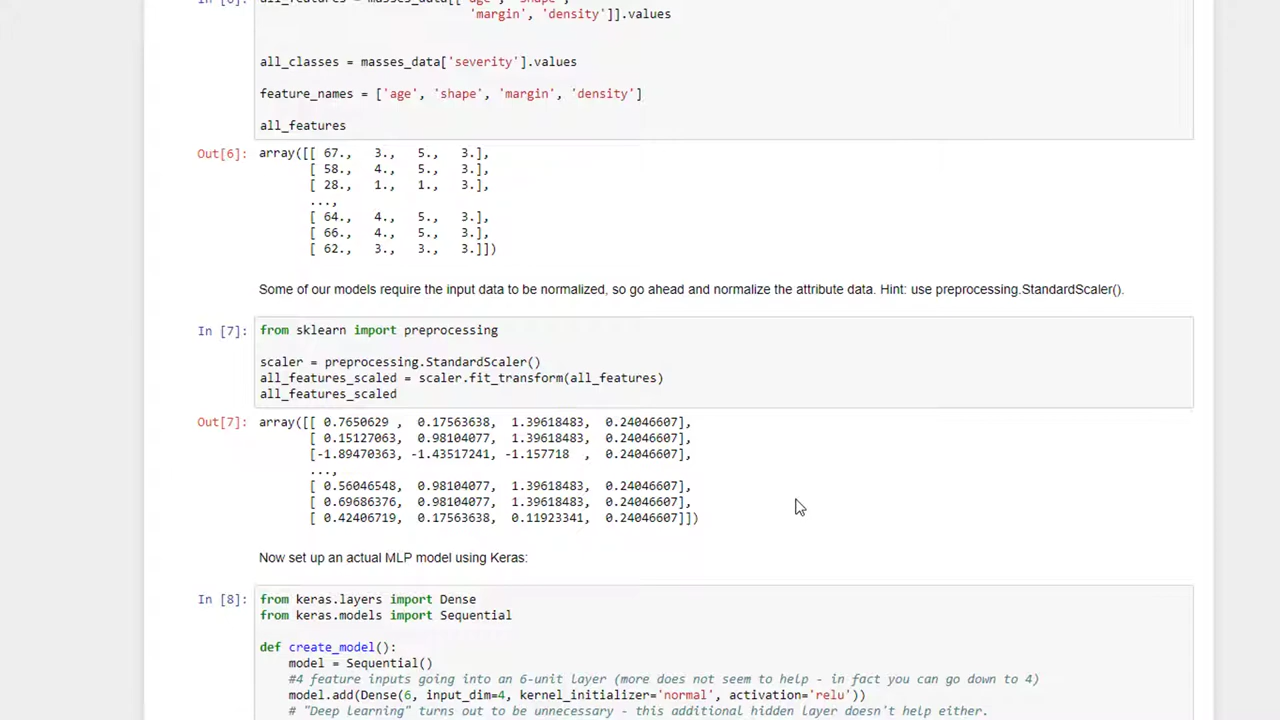 all_features = masses_data[['age', 'shape',
'margin', 'density']].values
all_classes = masses_data['severity'].values
feature_names = ['age', 'shape', 'margin', 'density']
all_features
Out[6]: array([[ 67.,   3.,   5.,   3.],
[ 58.,   4.,   5.,   3.],
[ 28.,   1.,   1.,   3.],
...,
[ 64.,   4.,   5.,   3.],
[ 66.,   4.,   5.,   3.],
[ 62.,   3.,   3.,   3.]])
Some of our models require the input data to be normalized, so go ahead and normalize the attribute data. Hint: use preprocessing.StandardScaler().
In [7]: from sklearn import preprocessing
scaler = preprocessing.StandardScaler()
all_features_scaled = scaler.fit_transform(all_features)
all_features_scaled
Out[7]: array([[ 0.7650629 ,  0.17563638,  1.39618483,  0.24046607],
[ 0.15127063,  0.98104077,  1.39618483,  0.24046607],
[-1.89470363, -1.43517241, -1.157718  ,  0.24046607],
...,
[ 0.56046548,  0.98104077,  1.39618483,  0.24046607],
[ 0.69686376,  0.98104077,  1.39618483,  0.24046607],
[ 0.42406719,  0.17563638,  0.11923341,  0.24046607]])
Now set up an actual MLP model using Keras:
In [8]: from keras.layers import Dense
from keras.models import Sequential
def create_model():
model = Sequential()
#4 feature inputs going into an 6-unit layer (more does not seem to help - in fact you can go down to 4)
model.add(Dense(6, input_dim=4, kernel_initializer='normal', activation='relu'))
# "Deep learning" turns out to be unnecessary - this additional hidden layer doesn't help either.